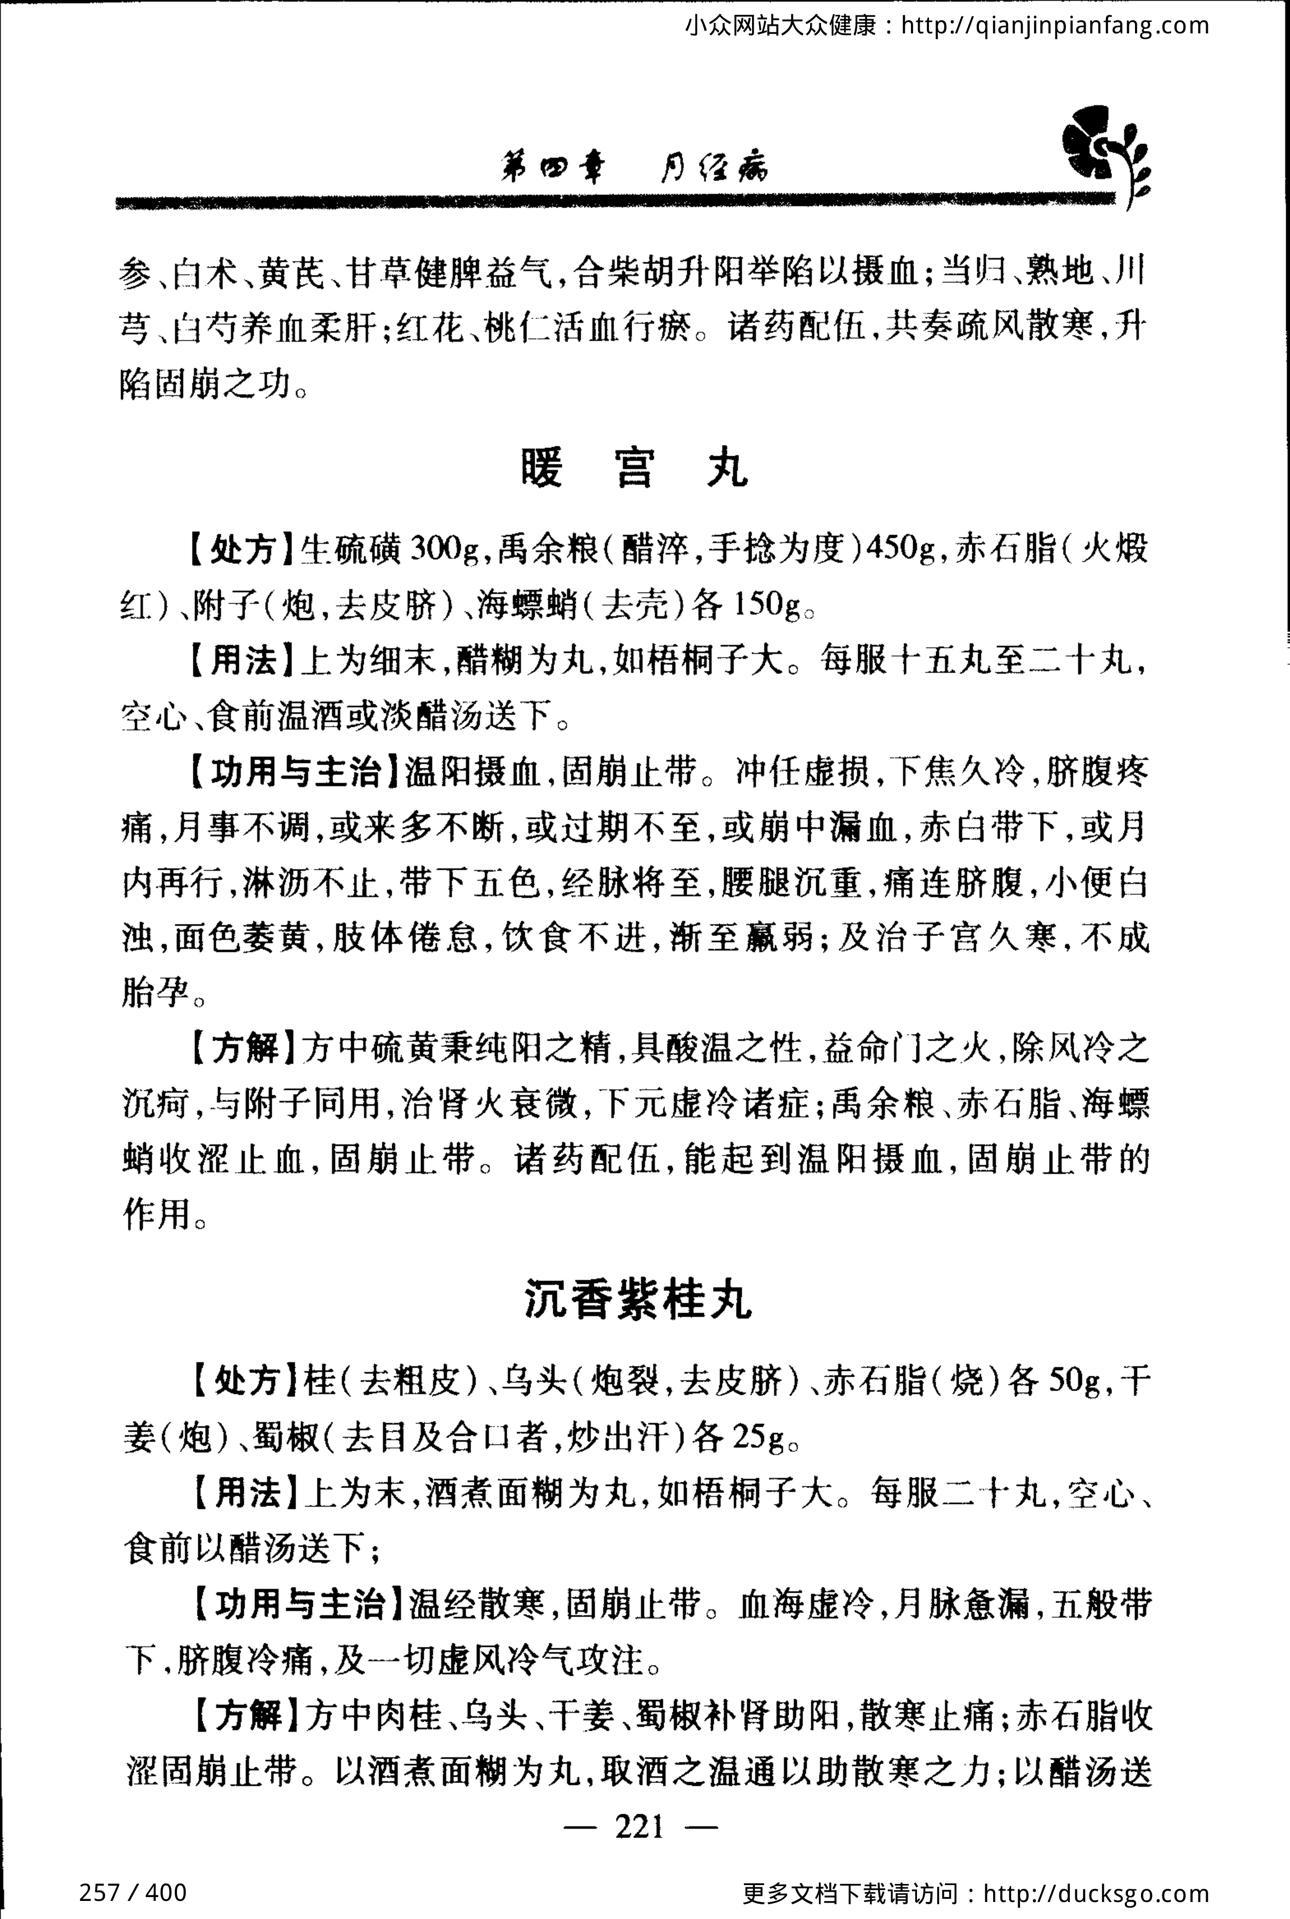 小众网站大众健康：http://qianjinpianfang.com
第四章 月经病
参、白术、黄芪、甘草健脾益气,合柴胡升阳举陷以摄血;当归、熟地、川
芎、白芍养血柔肝;红花、桃仁活血行瘀。诸药配伍,共奏疏风散寒,升
陷固崩之功。
暖 宫 丸
【处方】生硫磺300g,禹余粮(醋淬,手捻为度)450g,赤石脂(火煅
红)、附子(炮,去皮脐)、海螵蛸(去壳)各150g。
【用法】上为细末,醋糊为丸,如梧桐子大。每服十五丸至二十丸,
空心、食前温酒或淡醋汤送下。
【功用与主治】温阳摄血,固崩止带。冲任虚损,下焦久冷,脐腹疼
痛,月事不调,或来多不断,或过期不至,或崩中漏血,赤白带下,或月
内再行,淋沥不止,带下五色,经脉将至,腰腿沉重,痛连脐腹,小便白
浊,面色萎黄,肢体倦怠,饮食不进,渐至羸弱;及治子宫久寒,不成
胎孕。
【方解】方中硫黄秉纯阳之精,具酸温之性,益命门之火,除风冷之
沉疴,与附子同用,治肾火衰微,下元虚冷诸症;禹余粮、赤石脂、海螵
蛸收涩止血,固崩止带。诸药配伍,能起到温阳摄血,固崩止带的
作用。
沉香紫桂丸
【处方】桂(去粗皮)、乌头(炮裂,去皮脐)、赤石脂(烧)各50g,干
姜(炮)、蜀椒(去目及合口者,炒出汗)各25g。
【用法】上为末,酒煮面糊为丸,如梧桐子大。每服二十丸,空心、
食前以醋汤送下;
【功用与主治】温经散寒,固崩止带。血海虚冷,月脉惫漏,五般带
下,脐腹冷痛,及一切虚风冷气攻注。
【方解】方中肉桂、乌头、干姜、蜀椒补肾助阳,散寒止痛;赤石脂收
涩固崩止带。以酒煮面糊为丸,取酒之温通以助散寒之力;以醋汤送
— 221 —
257 / 400
更多文档下载请访问：http://ducksgo.com